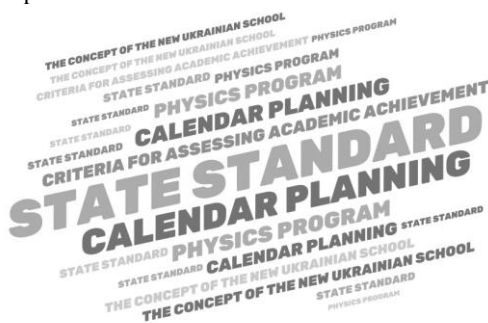 THE CONCEPT OF THE NEW UKRAINIAN SCHOOL
THE CONCEPT OF THE NEW UKRAINIAN SCHOOL
CRITERIA FOR ASSESSING ACADEMIC ACHIEVEMENT PHYSICS PROGRAM
STATE STANDARD PHYSICS PROGRAM
STATE STANDARD PHYSICS PROGRAM
STATE STANDARD CALENDAR PLANNING
STATE STANDARD
CRITERIA FOR ASSESSING ACADEMIC ACHIEVEMENT
STATE STANDARD
CALENDAR PLANNING
STATE STANDARD PHYSICS PROGRAM
STATE STANDARD CALENDAR PLANNING STATE STANDARD
THE CONCEPT OF THE NEW UKRAINIAN SCHOOL
THE CONCEPT OF THE NEW UKRAINIAN SCHOOL
STATE STANDARD
PHYSICS PROGRAM